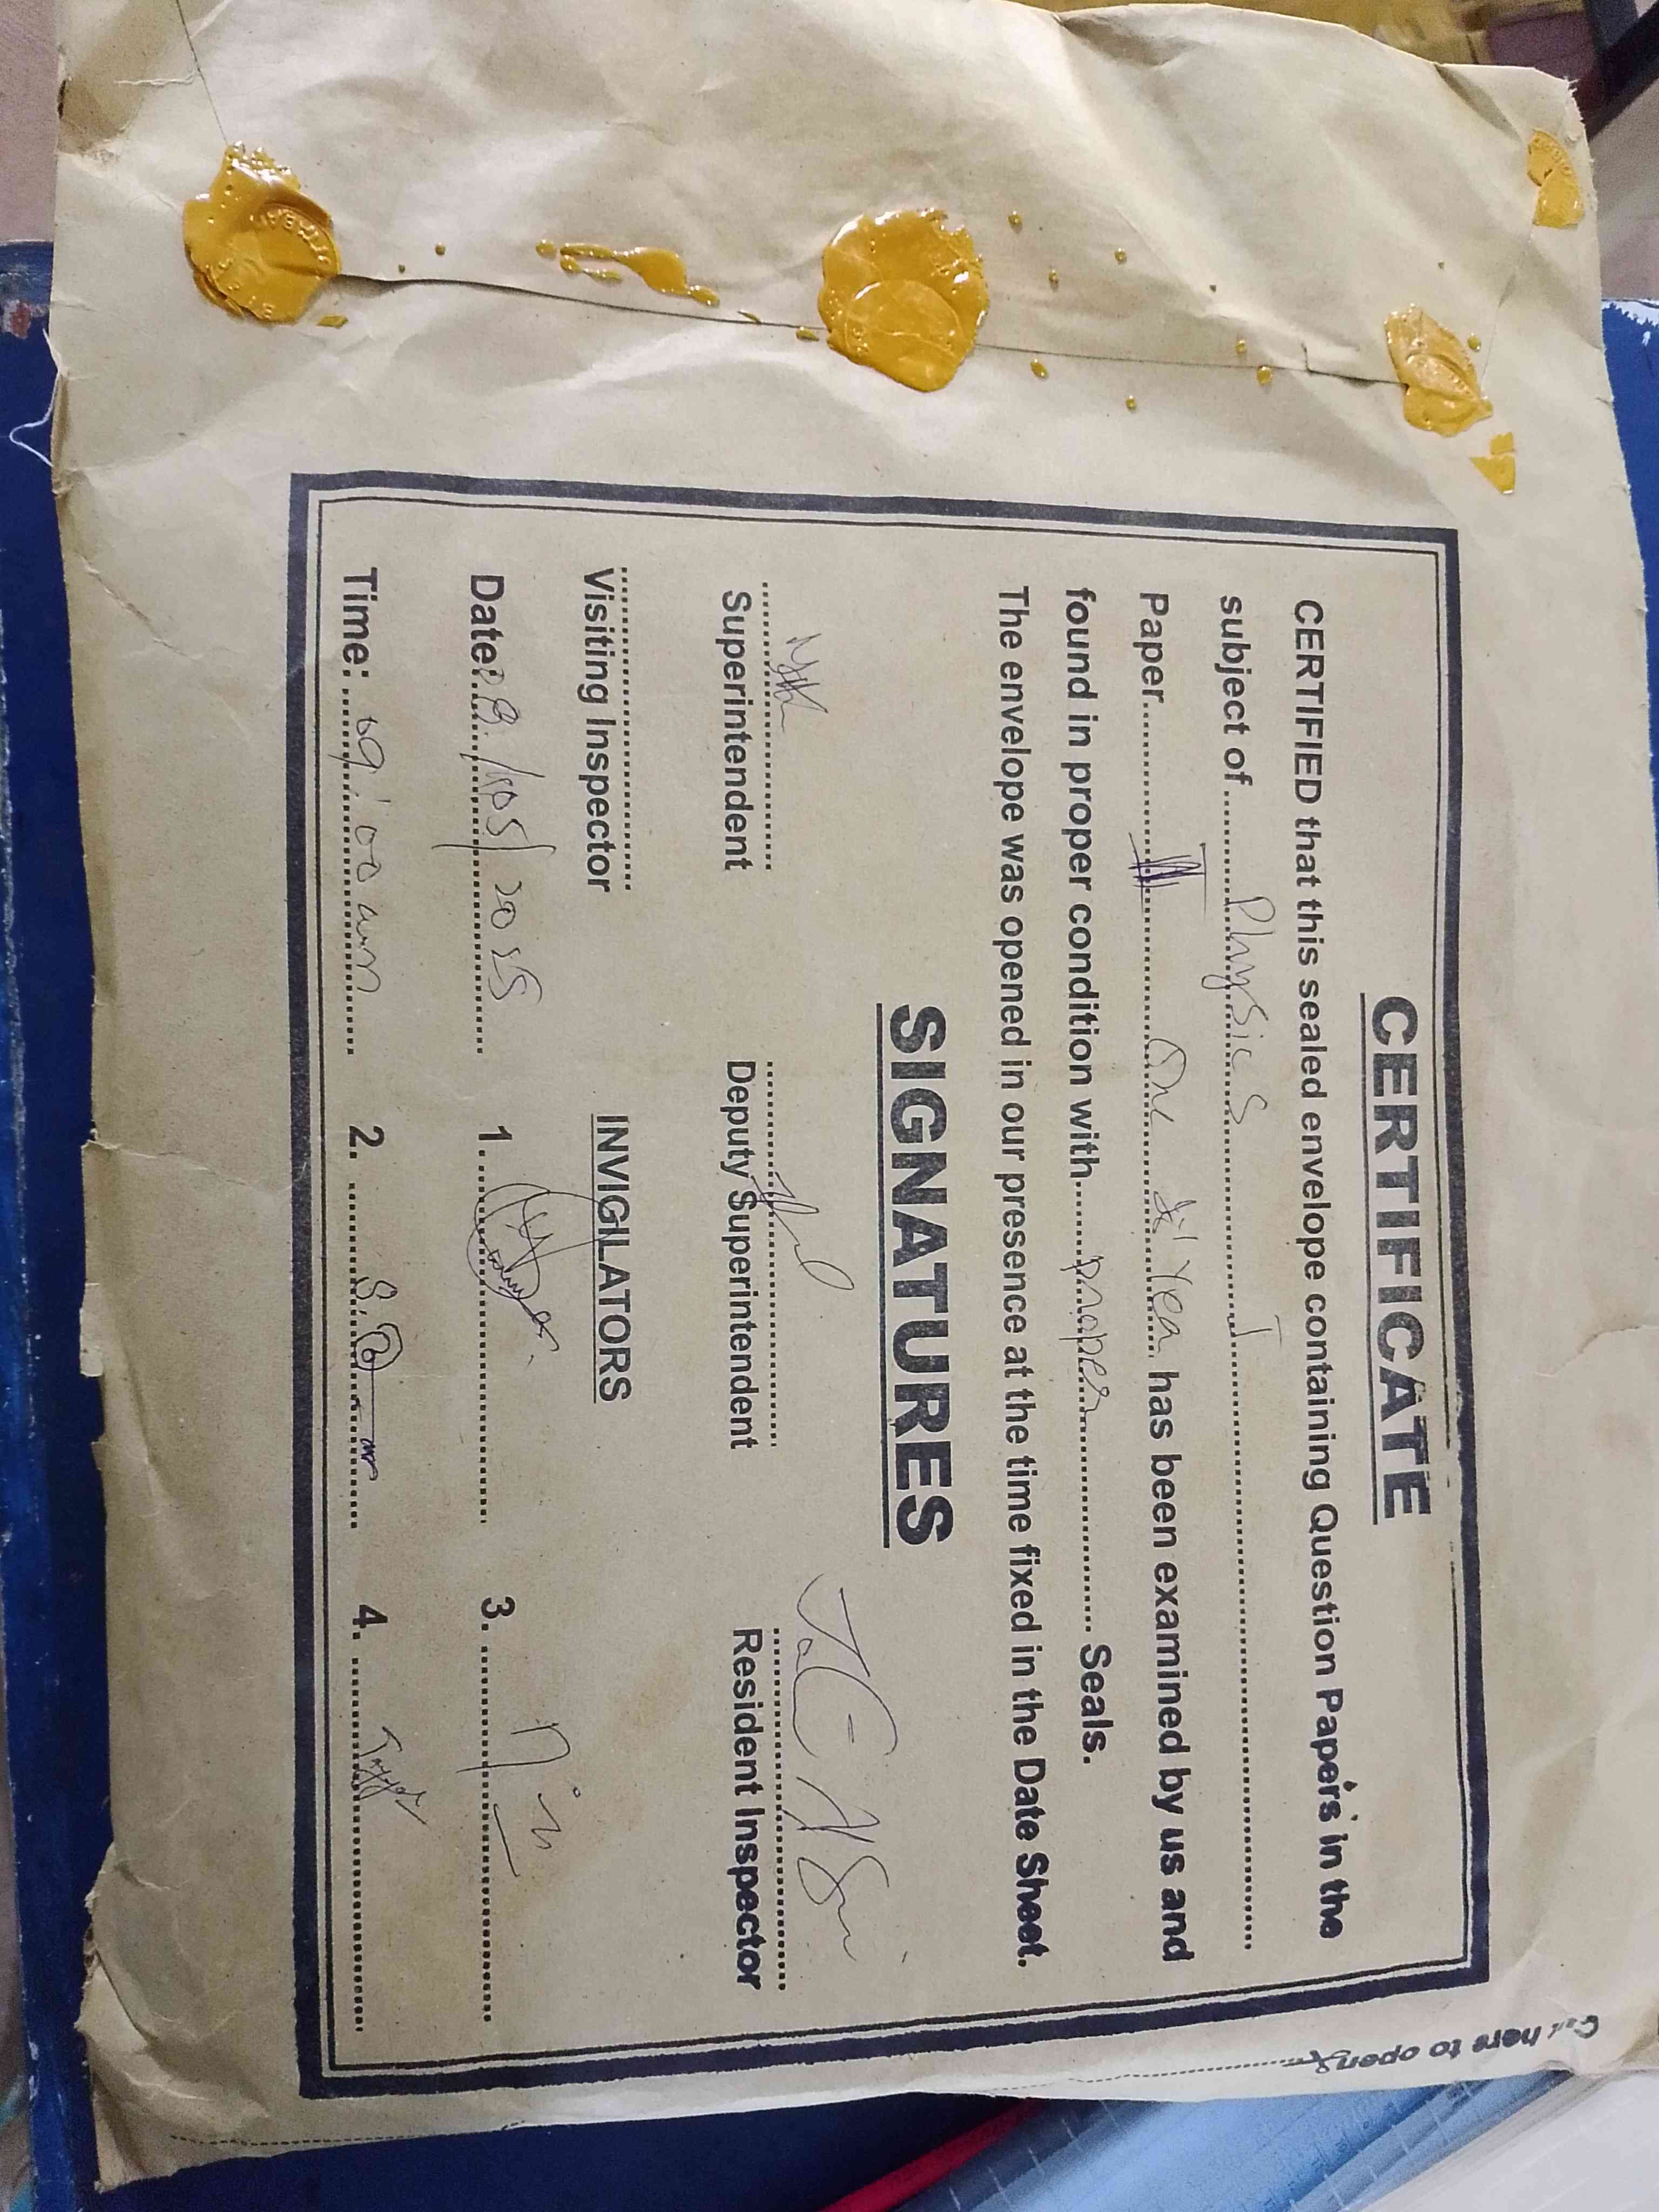 CERTIFICATE
CERTIFIED that this sealed envelope containing Question Papers in the
subject of Physics I
Paper One Year has been examined by us and
found in proper condition with proper Seals.
The envelope was opened in our presence at the time fixed in the Date Sheet.
SIGNATURES
Superintendent Deputy Superintendent Resident Inspector
Visiting Inspector INVIGILATORS
Date: /05/2025 1. 3.
Time: 09:00 am 2. 4.
Cut here to open